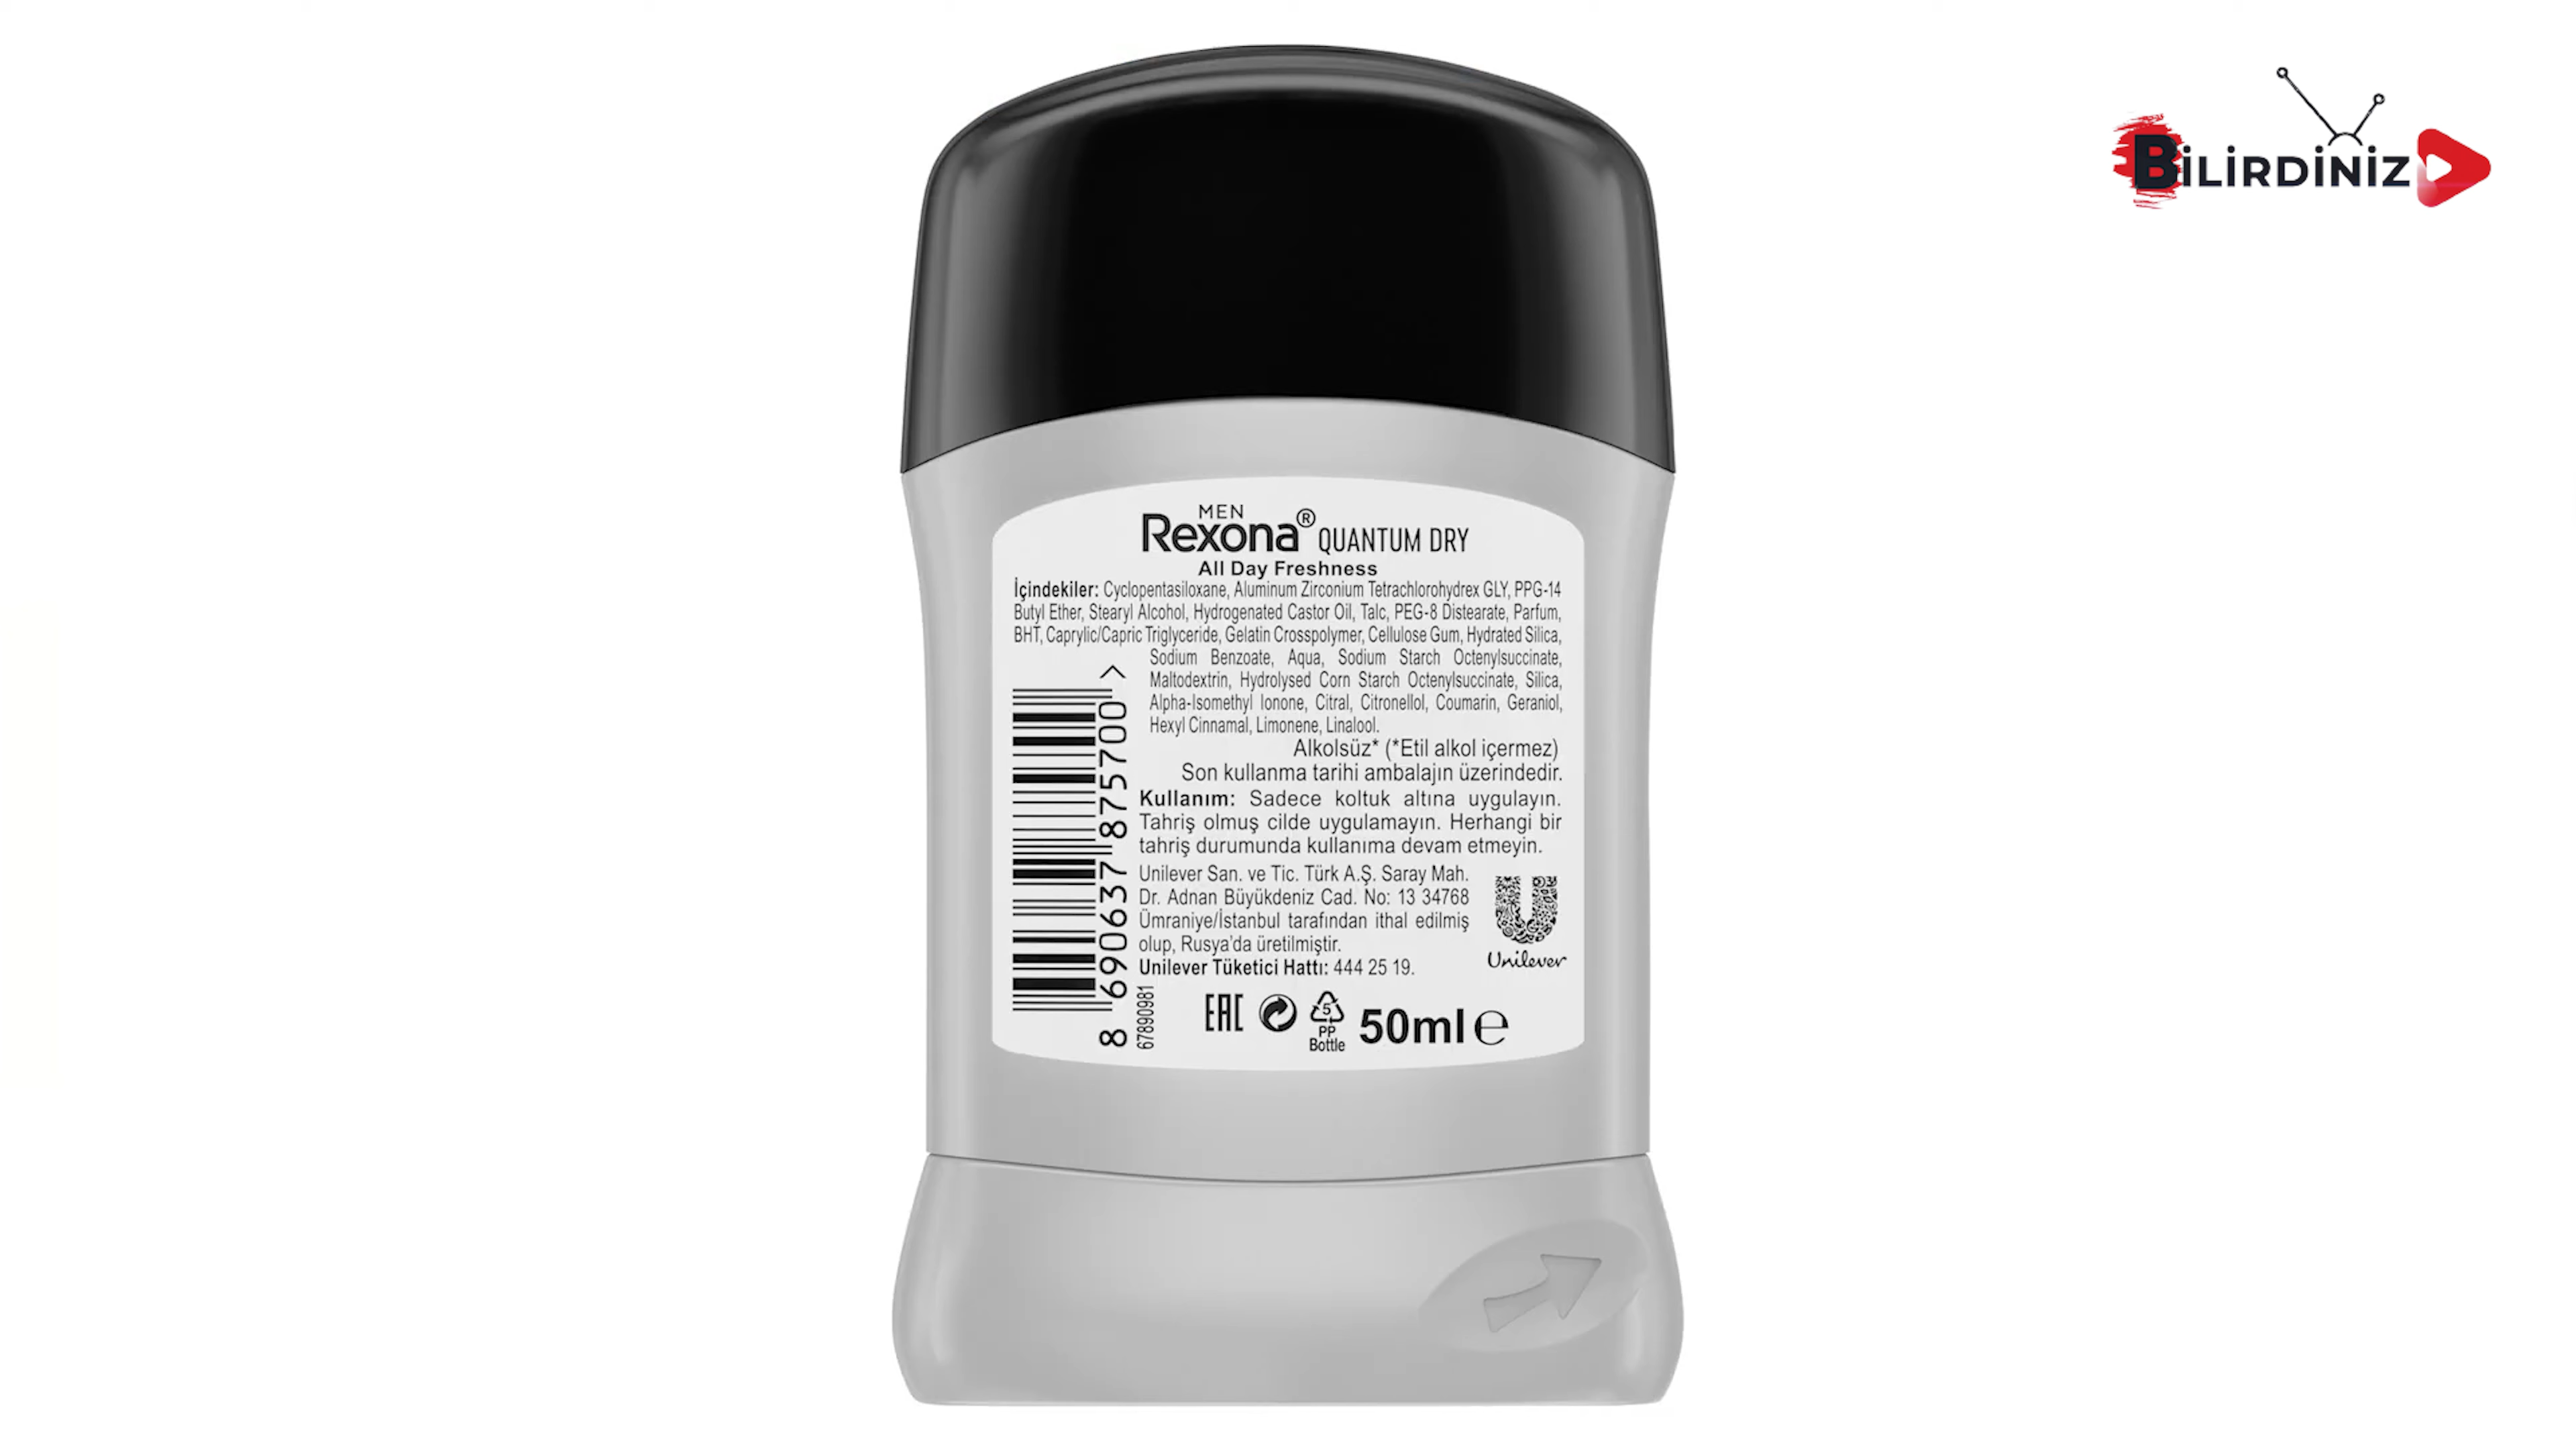 BİLİRDİNİZ
MEN
Rexona® QUANTUM DRY
All Day Freshness
İçindekiler: Cyclopentasiloxane, Aluminum Zirconium Tetrachlorohydrex GLY, PPG-14
Butyl Ether, Stearyl Alcohol, Hydrogenated Castor Oil, Talc, PEG-8 Distearate, Parfum,
BHT, Caprylic/Capric Triglyceride, Gelatin Crosspolymer, Cellulose Gum, Hydrated Silica,
Sodium Benzoate, Aqua, Sodium Starch Octenylsuccinate,
Maltodextrin, Hydrolysed Corn Starch Octenylsuccinate, Silica,
Alpha-Isomethyl Ionone, Citral, Citronellol, Coumarin, Geraniol,
Hexyl Cinnamal, Limonene, Linalool.
Alkolsüz* (*Etil alkol içermez)
Son kullanma tarihi ambalajın üzerindedir.
Kullanım: Sadece koltuk altına uygulayın.
Tahriş olmuş cilde uygulamayın. Herhangi bir
tahriş durumunda kullanıma devam etmeyin.
Unilever San. ve Tic. Türk A.Ş. Saray Mah.
Dr. Adnan Büyükdeniz Cad. No: 13 34768
Ümraniye/İstanbul tarafından ithal edilmiş
olup, Rusya'da üretilmiştir.
Unilever Tüketici Hattı: 444 25 19.
Unilever
8 690637 875700 >
67890981
EAC
5
PP
Bottle
50ml e